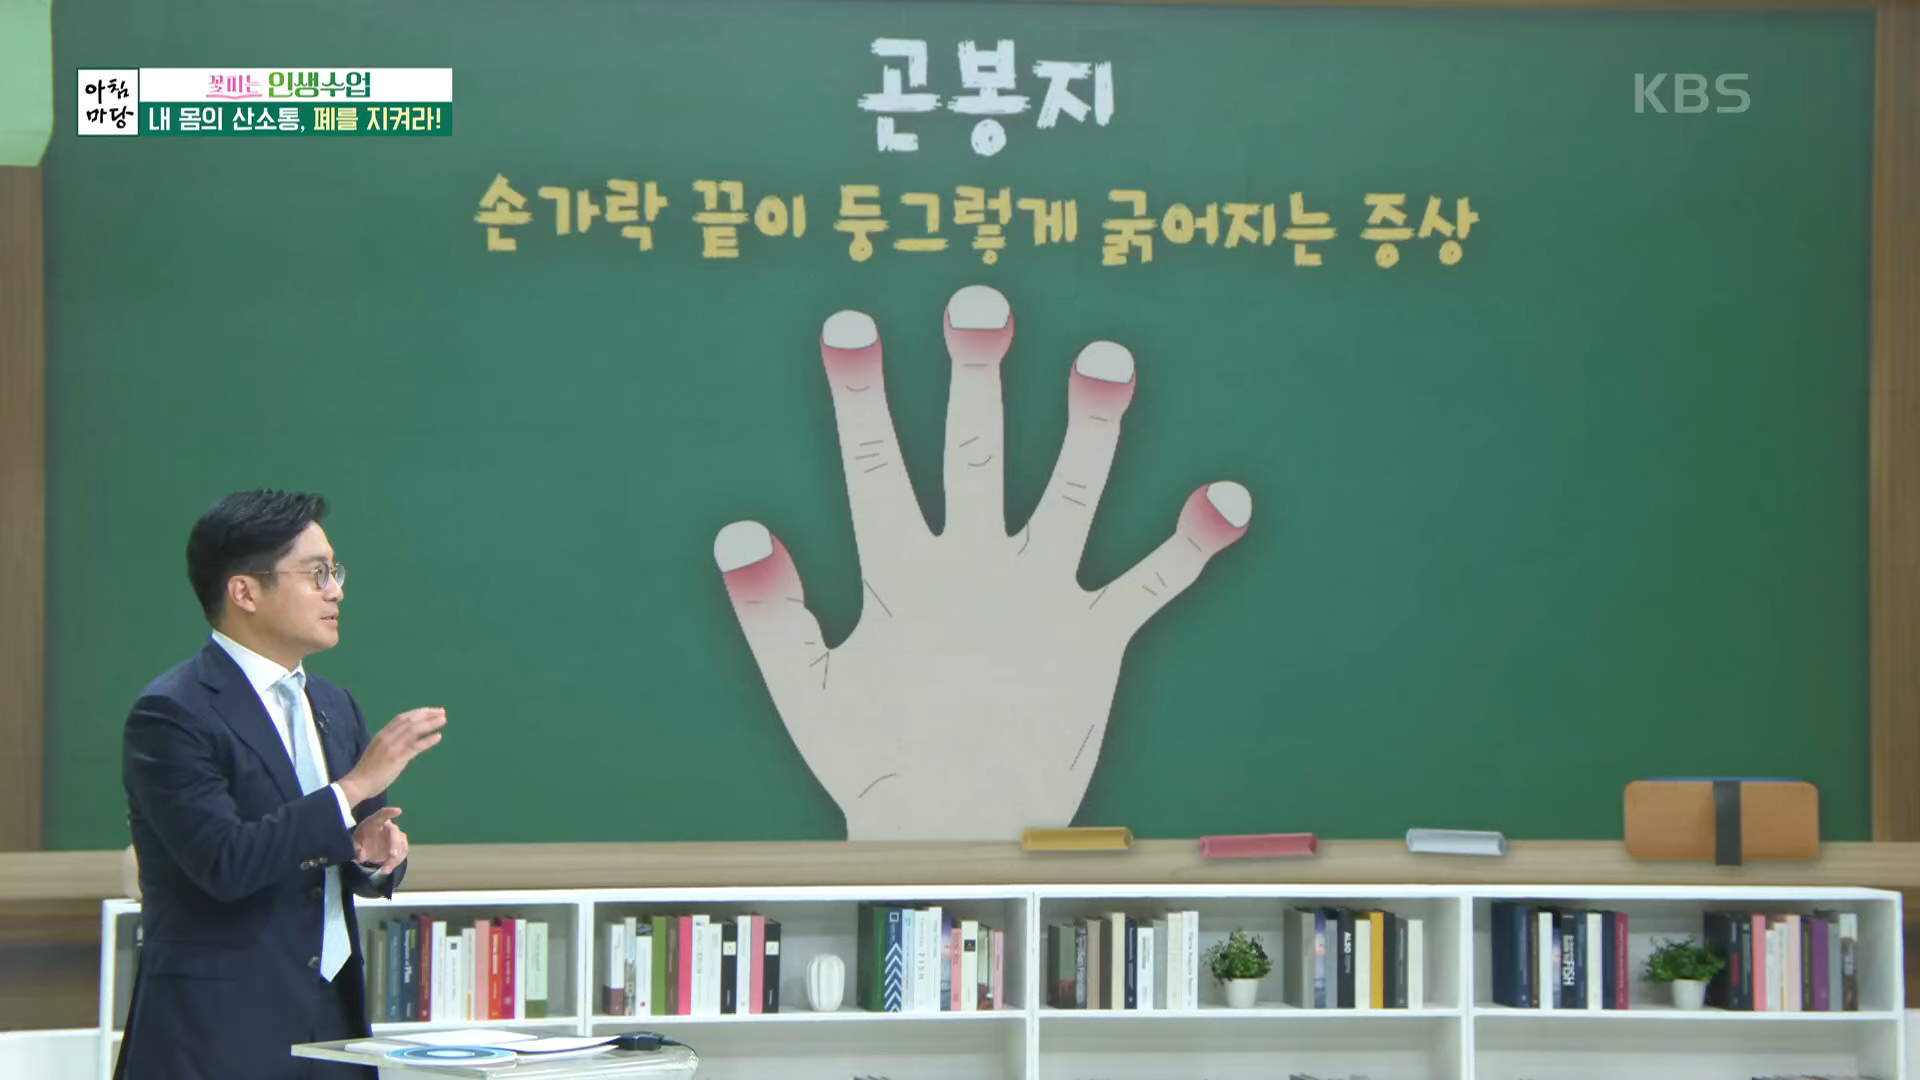 아침
마당
꽃피는 인생수업
내 몸의 산소통, 폐를 지켜라!
KBS
곤봉지
손가락 끝이 둥그렇게 굵어지는 증상